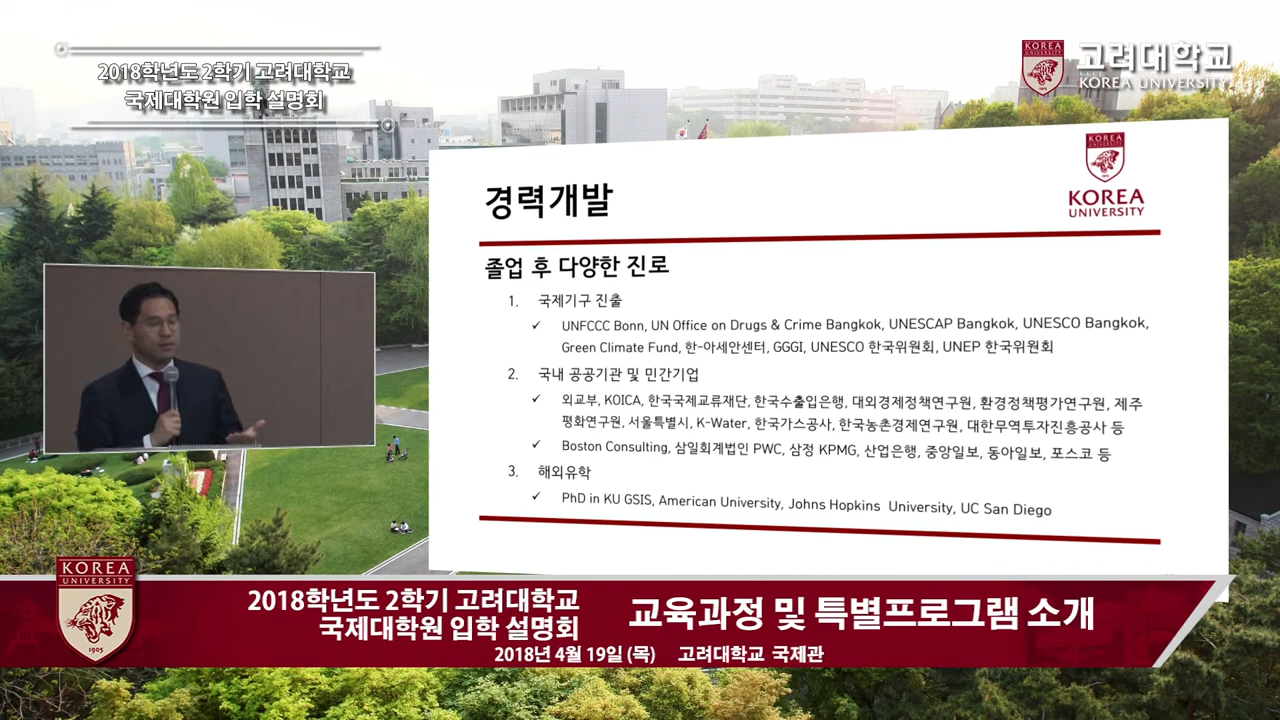 2018학년도 2학기 고려대학교
국제대학원 입학 설명회
KOREA
UNIVERSITY
1905
고려대학교
KOREA UNIVERSITY
KOREA
UNIVERSITY
1905
KOREA
UNIVERSITY
경력개발
졸업 후 다양한 진로
1. 국제기구 진출
✓ UNFCCC Bonn, UN Office on Drugs & Crime Bangkok, UNESCAP Bangkok, UNESCO Bangkok,
Green Climate Fund, 한-아세안센터, GGGI, UNESCO 한국위원회, UNEP 한국위원회
2. 국내 공공기관 및 민간기업
✓ 외교부, KOICA, 한국국제교류재단, 한국수출입은행, 대외경제정책연구원, 환경정책평가연구원, 제주
평화연구원, 서울특별시, K-Water, 한국가스공사, 한국농촌경제연구원, 대한무역투자진흥공사 등
✓ Boston Consulting, 삼일회계법인 PWC, 삼정 KPMG, 산업은행, 중앙일보, 동아일보, 포스코 등
3. 해외유학
✓ PhD in KU GSIS, American University, Johns Hopkins University, UC San Diego
KOREA
UNIVERSITY
1905
2018학년도 2학기 고려대학교
국제대학원 입학 설명회
교육과정 및 특별프로그램 소개
2018년 4월 19일 (목) 고려대학교 국제관